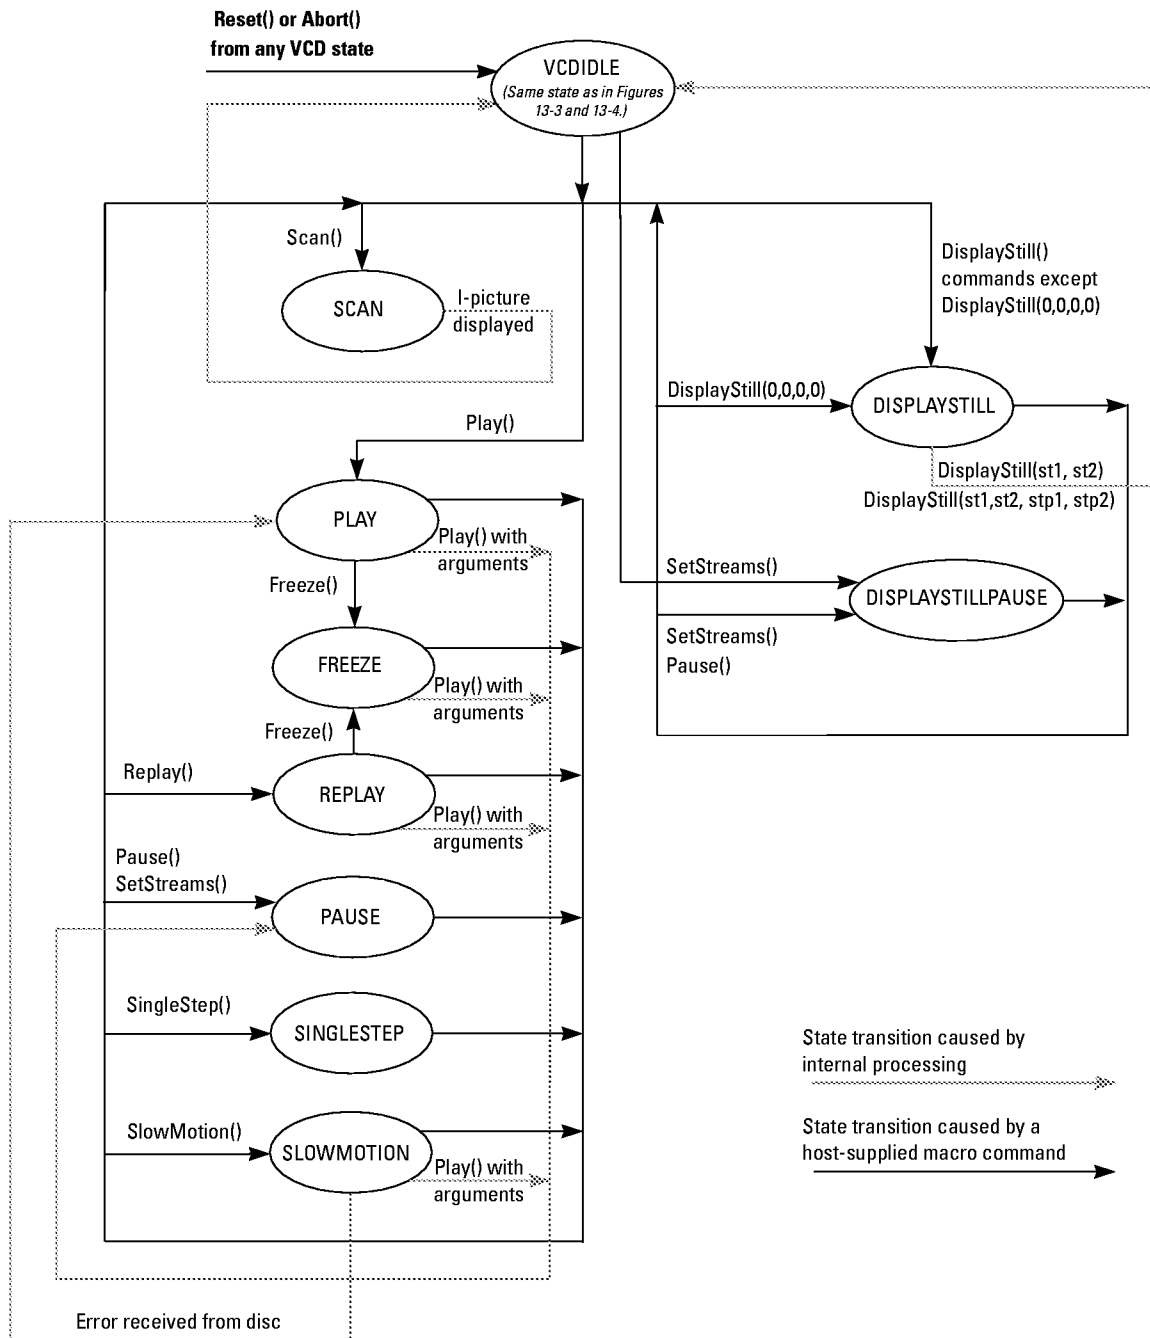 Reset() or Abort()
from any VCD state
VCDIDLE
(Same state as in Figures
13-3 and 13-4.)
Scan()
SCAN
I-picture
displayed
DisplayStill()
commands except
DisplayStill(0,0,0,0)
DisplayStill(0,0,0,0)
DISPLAYSTILL
Play()
DisplayStill(st1, st2)
DisplayStill(st1,st2, stp1, stp2)
PLAY
Play() with
arguments
Freeze()
SetStreams()
DISPLAYSTILLPAUSE
SetStreams()
Pause()
FREEZE
Play() with
arguments
Freeze()
Replay()
REPLAY
Play() with
arguments
Pause()
SetStreams()
PAUSE
SingleStep()
SINGLESTEP
State transition caused by
internal processing
SlowMotion()
SLOWMOTION
Play() with
arguments
State transition caused by a
host-supplied macro command
Error received from disc